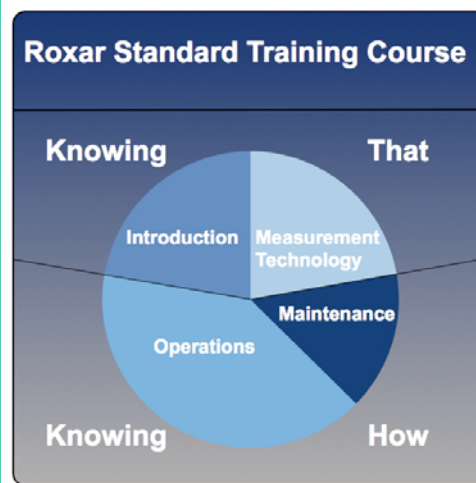 Roxar Standard Training Course
Knowing That
Introduction
Measurement
Technology
Maintenance
Operations
Knowing How